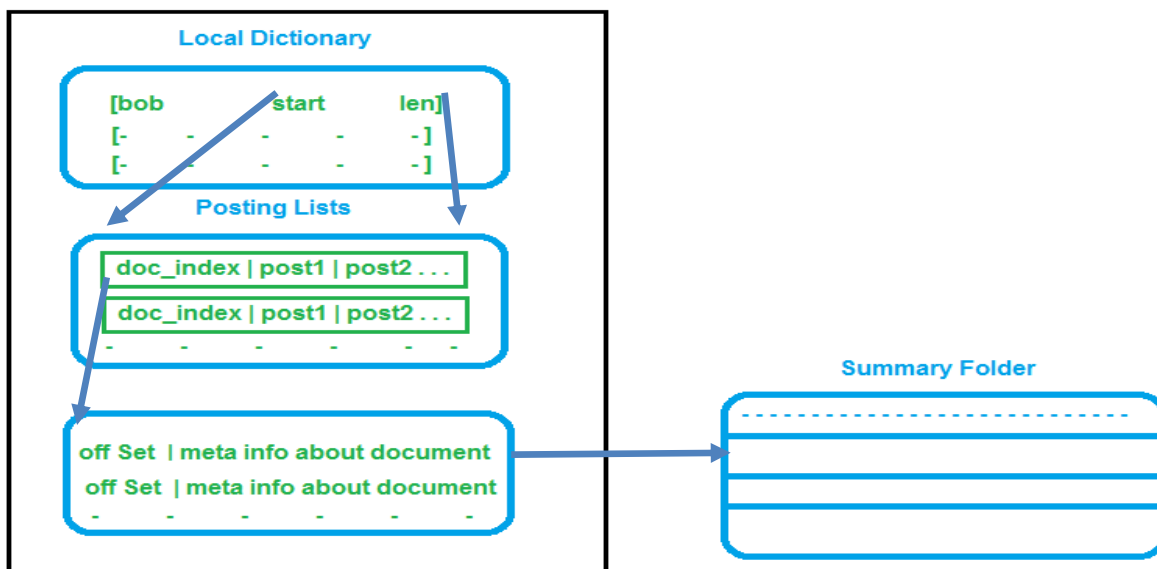 Local Dictionary
[bob start len]
[- - - - -]
[- - - - -]
Posting Lists
doc_index | post1 | post2 . . .
doc_index | post1 | post2 . . .
- - - - - -
off Set | meta info about document
off Set | meta info about document
- - - - - -
Summary Folder
- - - - - - - - - - - - - - - - - - - - - - - - - - - -